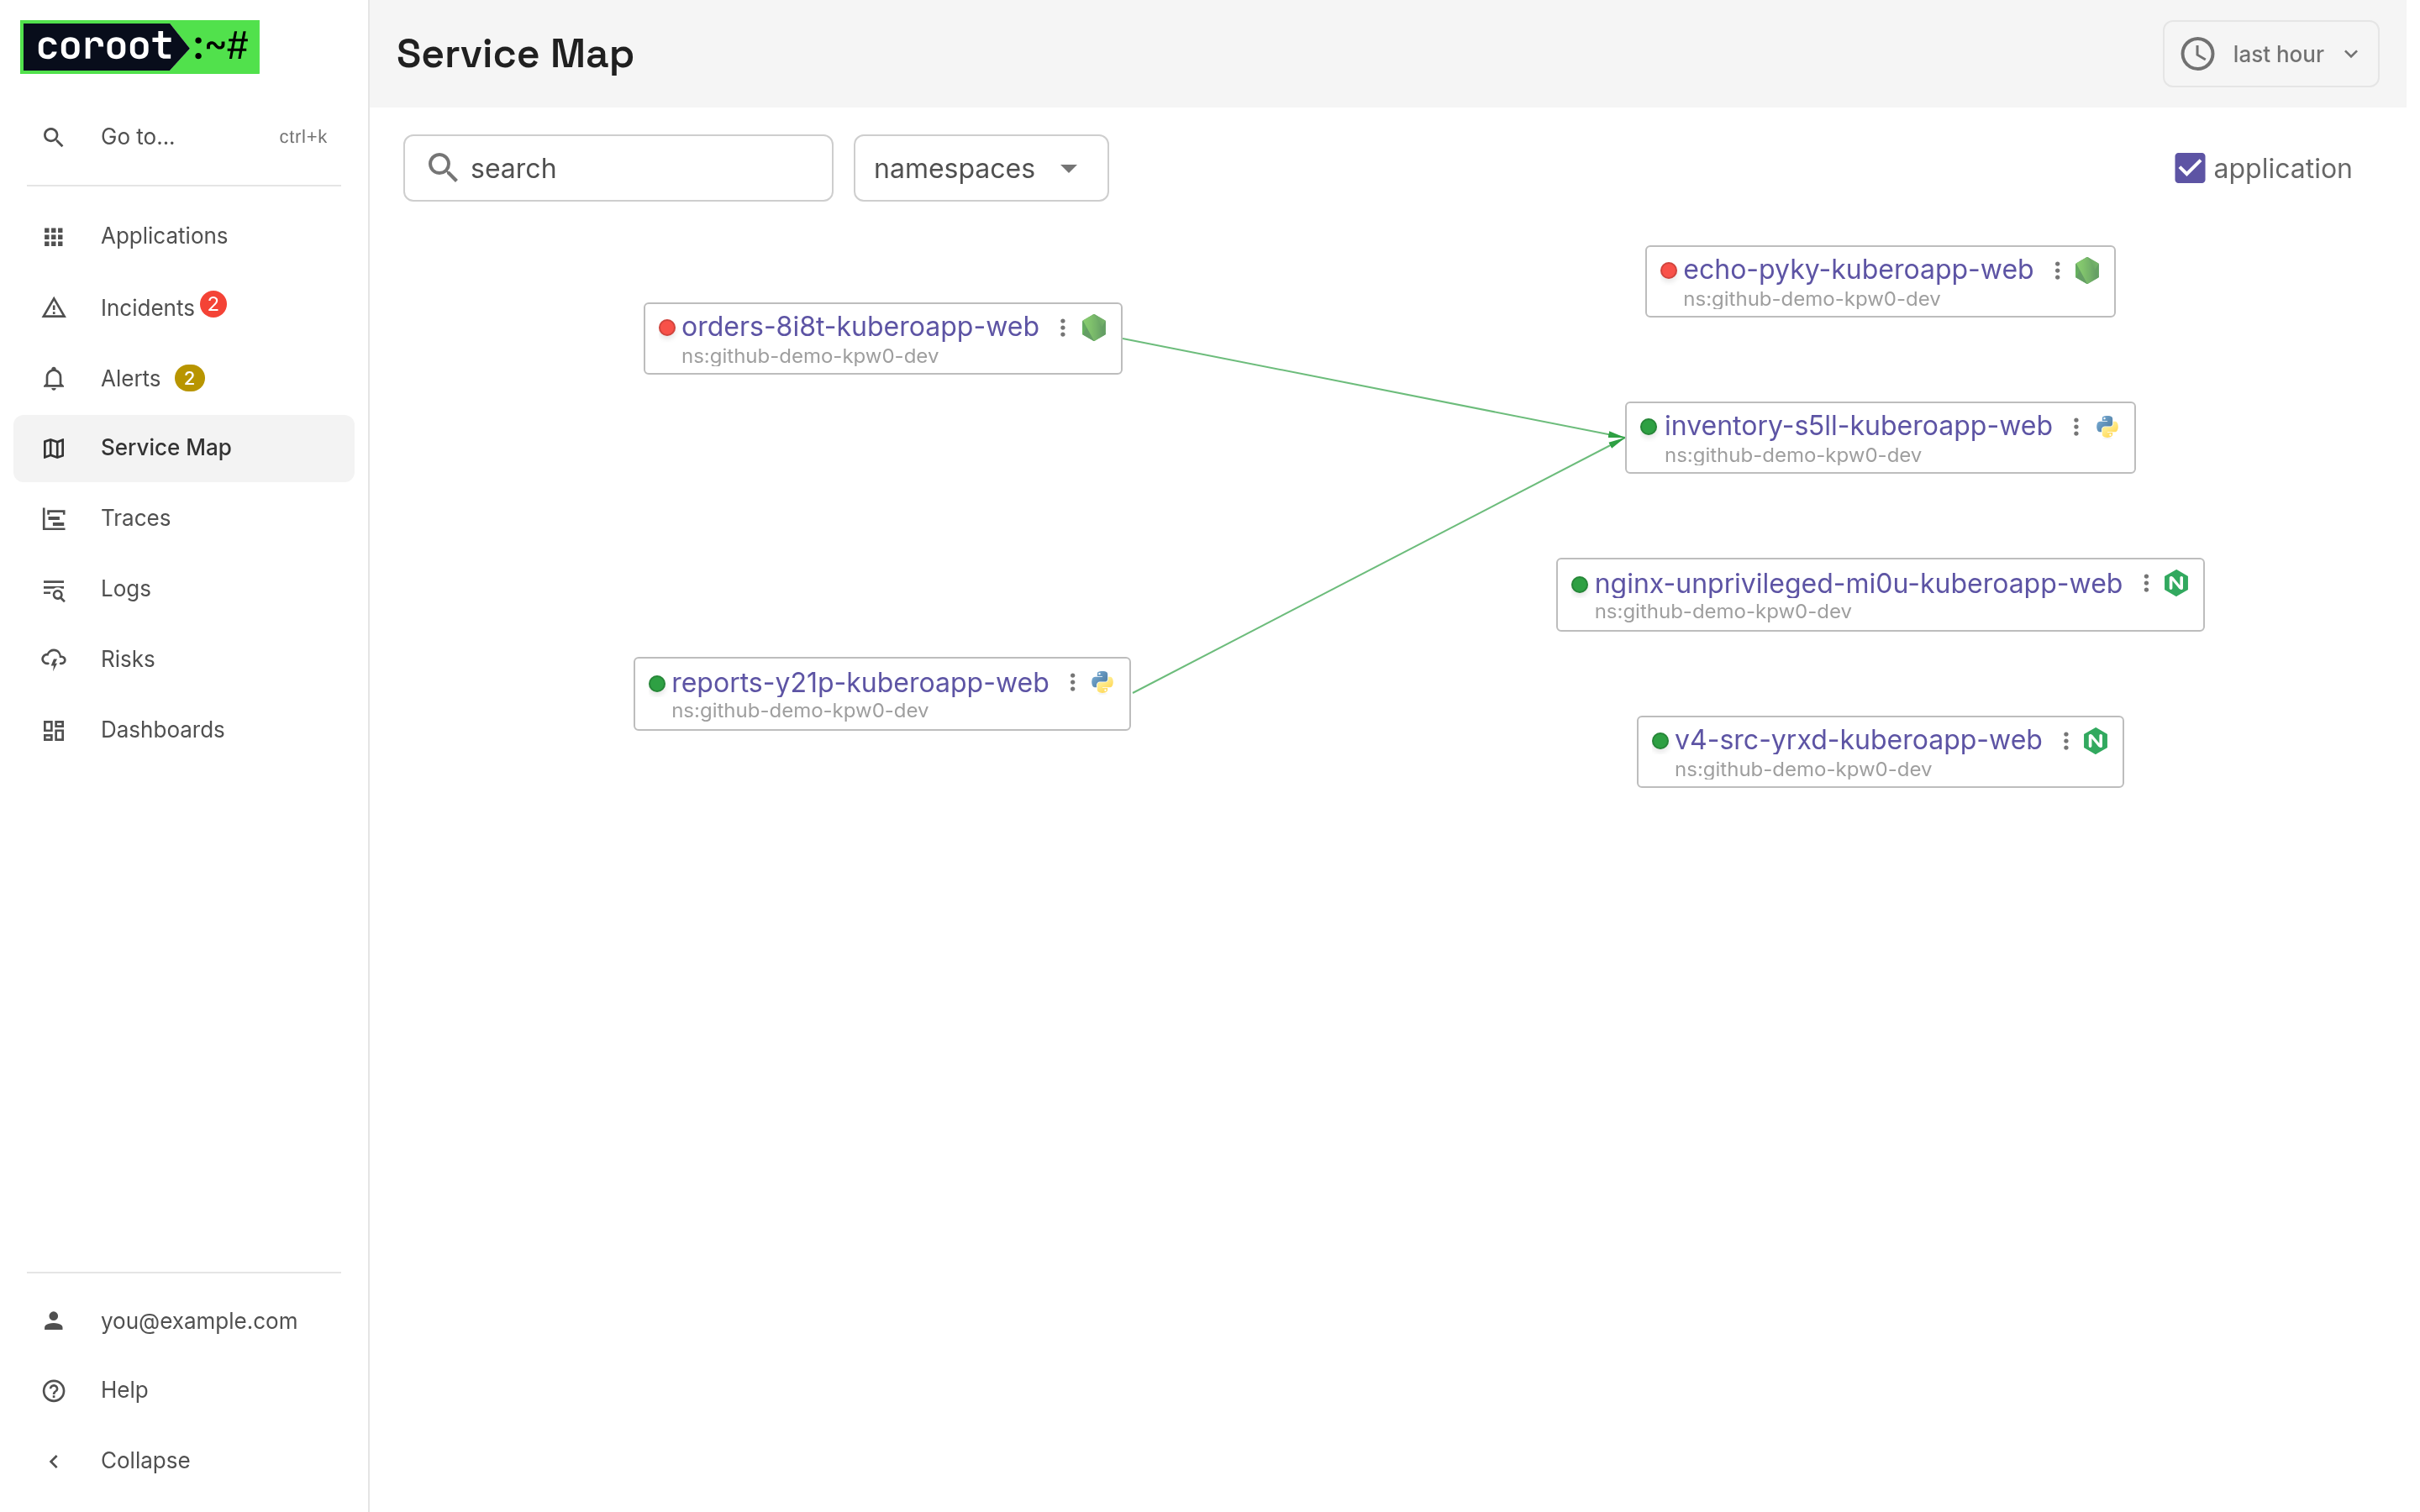 coroot:~#
Go to...
ctrl+k
Applications
Incidents 2
Alerts 2
Service Map
Traces
Logs
Risks
Dashboards
you@example.com
Help
Collapse
Service Map
last hour
search
namespaces
application
echo-pyky-kuberoapp-web
ns:github-demo-kpw0-dev
orders-8i8t-kuberoapp-web
ns:github-demo-kpw0-dev
inventory-s5ll-kuberoapp-web
ns:github-demo-kpw0-dev
nginx-unprivileged-mi0u-kuberoapp-web
ns:github-demo-kpw0-dev
reports-y21p-kuberoapp-web
ns:github-demo-kpw0-dev
v4-src-yrxd-kuberoapp-web
ns:github-demo-kpw0-dev